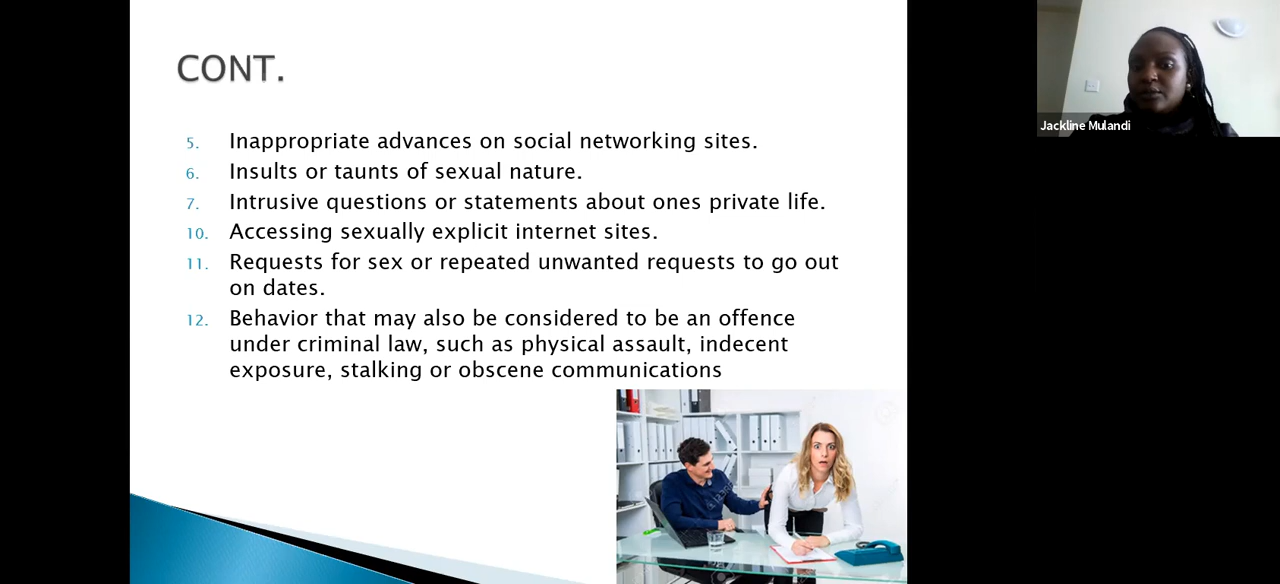 CONT.
5. Inappropriate advances on social networking sites.
6. Insults or taunts of sexual nature.
7. Intrusive questions or statements about ones private life.
10. Accessing sexually explicit internet sites.
11. Requests for sex or repeated unwanted requests to go out
on dates.
12. Behavior that may also be considered to be an offence
under criminal law, such as physical assault, indecent
exposure, stalking or obscene communications
Jackline Mulandi